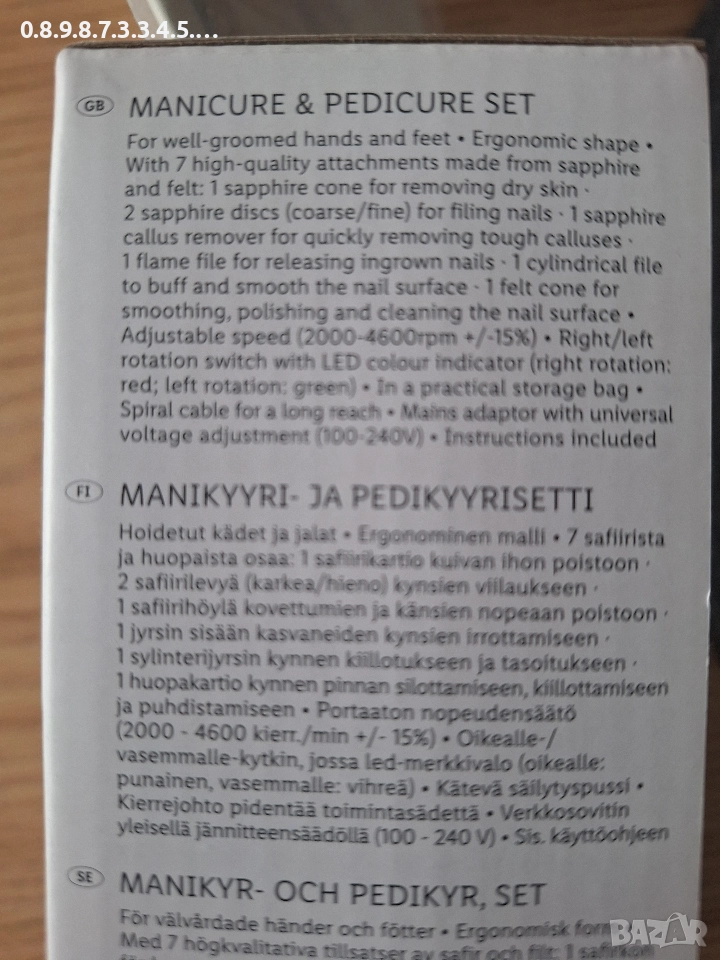 0.8.9.8.7.3.3.4.5....
GB MANICURE & PEDICURE SET
For well-groomed hands and feet • Ergonomic shape •
With 7 high-quality attachments made from sapphire
and felt: 1 sapphire cone for removing dry skin ·
2 sapphire discs (coarse/fine) for filing nails · 1 sapphire
callus remover for quickly removing tough calluses ·
1 flame file for releasing ingrown nails · 1 cylindrical file
to buff and smooth the nail surface · 1 felt cone for
smoothing, polishing and cleaning the nail surface •
Adjustable speed (2000-4600rpm +/-15%) • Right/left
rotation switch with LED colour indicator (right rotation:
red; left rotation: green) • In a practical storage bag •
Spiral cable for a long reach • Mains adaptor with universal
voltage adjustment (100-240V) • Instructions included
FI MANIKYYRI- JA PEDIKYYRISETTI
Hoidetut kädet ja jalat • Ergonominen malli • 7 safiirista
ja huopaista osaa: 1 safiirikartio kuivan ihon poistoon ·
2 safiirilevyä (karkea/hieno) kynsien viilaukseen ·
1 safiirihöylä kovettumien ja känsien nopeaan poistoon ·
1 jyrsin sisään kasvaneiden kynsien irrottamiseen ·
1 sylinterijyrsin kynnen kiillotukseen ja tasoitukseen ·
1 huopakartio kynnen pinnan silottamiseen, kiillottamiseen
ja puhdistamiseen • Portaaton nopeudensäätö
(2000 - 4600 kierr./min +/- 15%) • Oikealle-/
vasemmalle-kytkin, jossa led-merkkivalo (oikealle:
punainen, vasemmalle: vihreä) • Kätevä säilytyspussi •
Kierrejohto pidentää toimintasädettä • Verkkosovitin
yleisellä jännitteensäädöllä (100 - 240 V) • Sis. käyttöohjeen
SE MANIKYR- OCH PEDIKYR, SET
För välvårdade händer och fötter • Ergonomisk
Med 7 högkvalitativa tillsatser av safir och filt: 1
BAZAR